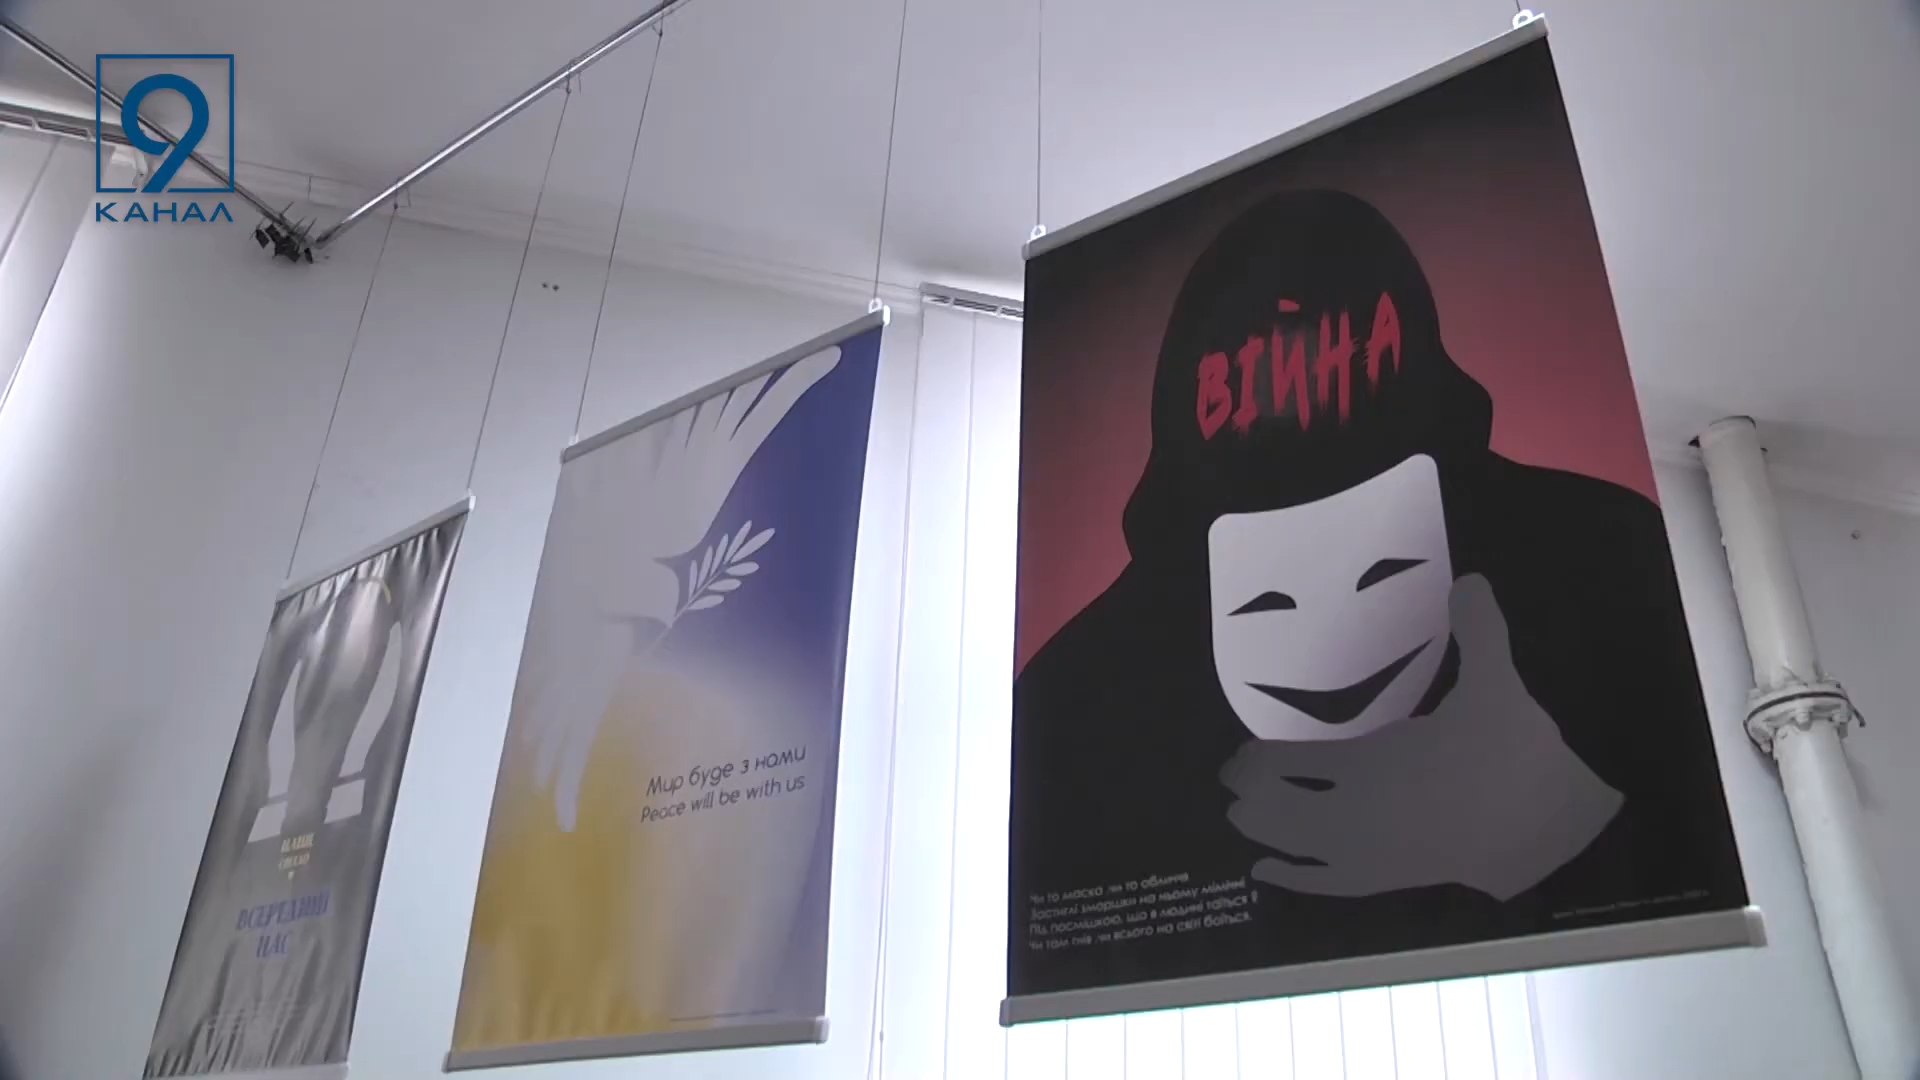 9
КАНАЛ
ВІЙНА
Мир буде з нами
Peace will be with us
НАШЕ
ВСЕРЕДИНІ
НАС
Чи то маска ,чи то обличчя
Застиглі зморшки на ньому мімічні
Під посмішкою, що в людині таїться ?
Чи там гнів ,чи всього на світі боїться.